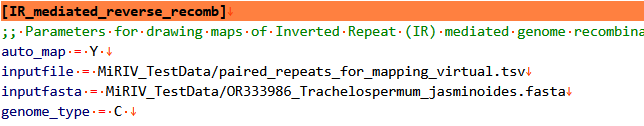 [IR_mediated_reverse_recomb]
;; Parameters for drawing maps of Inverted Repeat (IR) mediated genome recombina
auto_map = Y
inputfile = MiRIV_TestData/paired_repeats_for_mapping_virtual.tsv
inputfasta = MiRIV_TestData/OR333986_Trachelospermum_jasminoides.fasta
genome_type = C